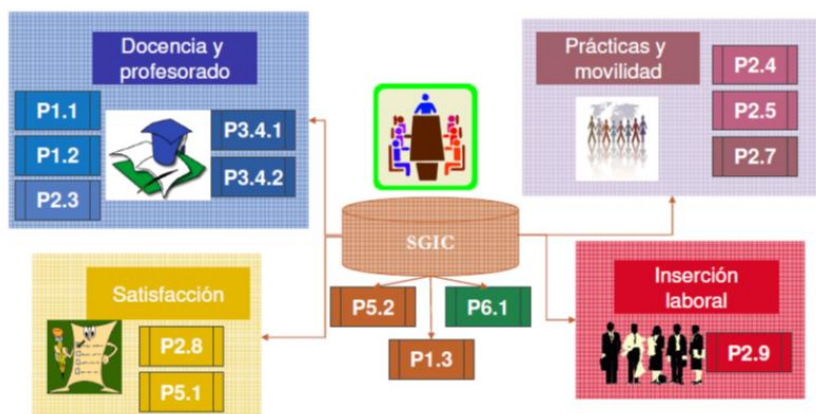 Docencia y
profesorado
P1.1
P1.2
P2.3
P3.4.1
P3.4.2
Prácticas y
movilidad
P2.4
P2.5
P2.7
SGIC
Satisfacción
P2.8
P5.1
P5.2
P6.1
P1.3
Inserción
laboral
P2.9